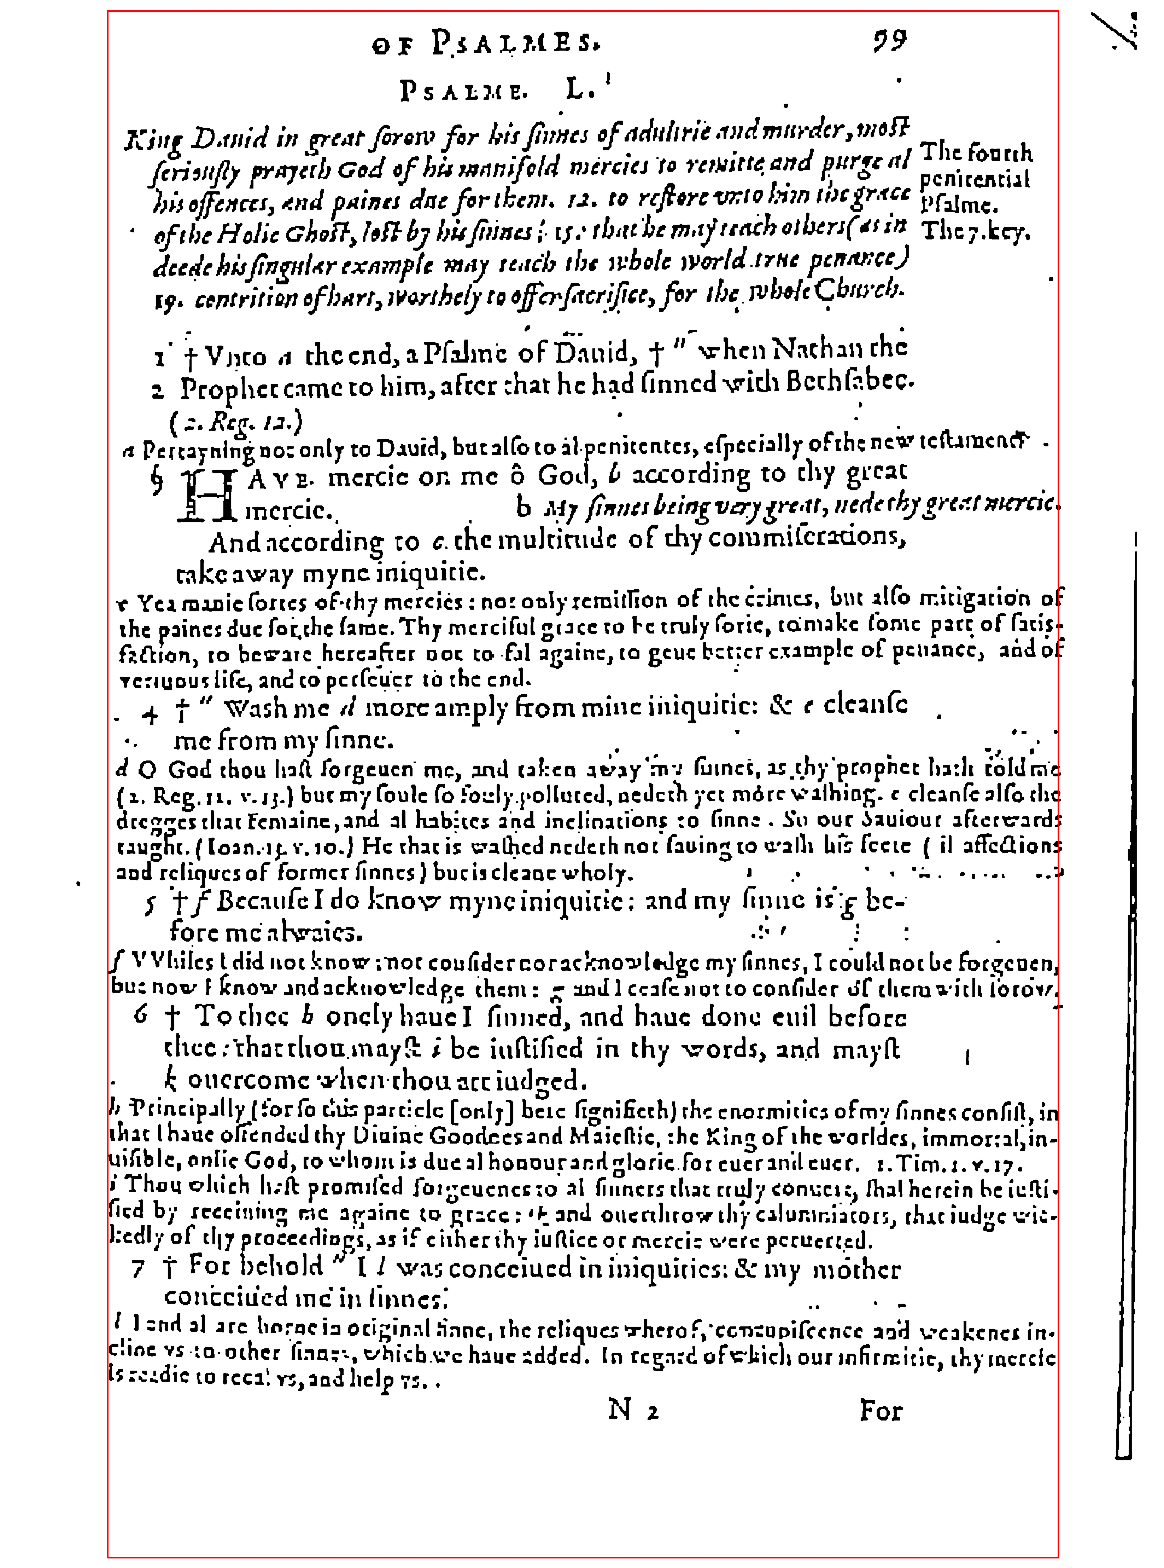 OF PSALMES. 99
PSALME. L.
King Dauid in great sorow for his sinnes of adulterie and murder, most
seriously prayeth God of his manifold mercies to remitte and purge al
his offences, and paines due for them. 12. to restore vnto him the grace
of the Holie Ghost, lost by his sinnes: 15. that he may teach others (as in
deede his singular example may teach the whole world true penance)
19. contrition of hart, worthely to offer sacrifice, for the whole Church.
The fourth
penitential
Psalme.
The 7. key.
1 † Vnto a the end, a Psalme of Dauid, † " when Nathan the
2 Prophet came to him, after that he had sinned with Bethsabee.
(2. Reg. 12.)
a Pertayning not only to Dauid, but also to al penitentes, especially of the new testament.
§ HAVE mercie on me ô God, b according to thy great
mercie. b My sinnes being very great, nede thy great mercie.
And according to c the multitude of thy commiserations,
take away myne iniquitie.
c Yea manie sortes of thy mercies: not only remission of the crimes, but also mitigation of
the paines due for the same. Thy merciful grace to be truly sorie, to make some part of satis-
faction, to beware hereafter not to fal againe, to geue better example of penance, and of
vertuous life, and to perseuer to the end.
4 † " Wash me d more amply from mine iniquitie: & e cleanse
me from my sinne.
d O God thou hast forgeuen me, and taken away my sinnes, as thy prophet hath told me
(2. Reg. 12. v. 13.) but my soule so fouly polluted, nedeth yet more washing. e cleanse also the
dregges that remaine, and al habites and inclinations to sinne. So our Sauiour afterwards
taught. (Ioan. 13. v. 10.) He that is washed nedeth not sauing to wash his feete (il affections
and reliques of former sinnes) but is cleane wholy.
5 † f Because I do know myne iniquitie: and my sinne is g be-
fore me alwaies.
f VVhiles I did not know, not consider nor acknowledge my sinnes, I could not be forgeuen,
but now I know and acknowledge them: g and I cease not to consider of them with sorow.
6 † To thee h onely haue I sinned, and haue done euil before
thee: that thou mayst i be iustified in thy words, and mayst
k ouercome when thou art iudged.
h Principally (for so this particle [only] here signifieth) the enormities of my sinnes consist, in
that I haue offended thy Diuine Goodnes and Maiestie, the King of the worldes, immortal, in-
uisible, onlie God, to whom is due al honour and glorie for euer and euer. 1. Tim. 1. v. 17.
i Thou which hast promised forgeuenes to al sinners that truly conuert, shal herein be iusti-
fied by receiuing me againe to grace: k and ouerthrow thy calumniators, that iudge wic-
kedly of thy proceedings, as if either thy iustice or mercie were peruerted.
7 † For behold " I l was conceiued in iniquities: & my mother
conceiued me in sinnes.
l I and al are borne in original sinne, the reliques wherof, concupiscence and weakenes in-
cline vs to other sinnes, which we haue added. In regard of which our infirmitie, thy mercie
is readie to recal vs, and help vs.
N 2 For